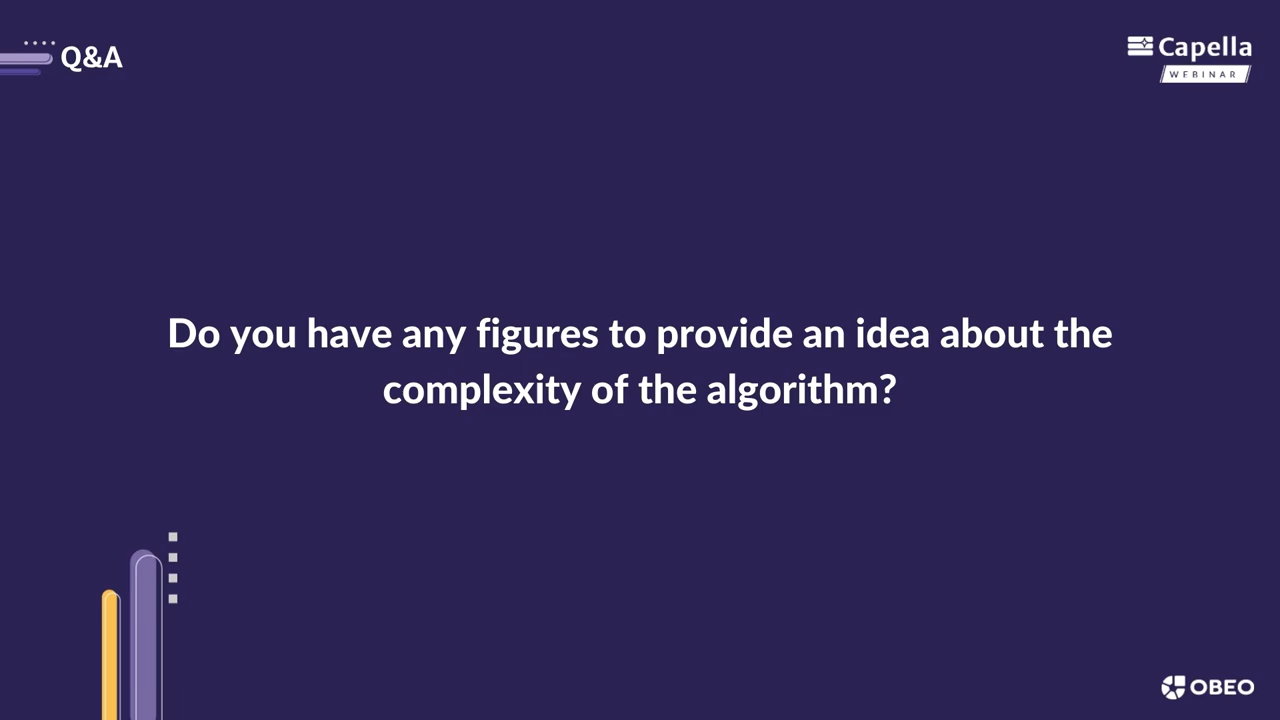 Q&A
Capella
WEBINAR
Do you have any figures to provide an idea about the
complexity of the algorithm?
OBEO